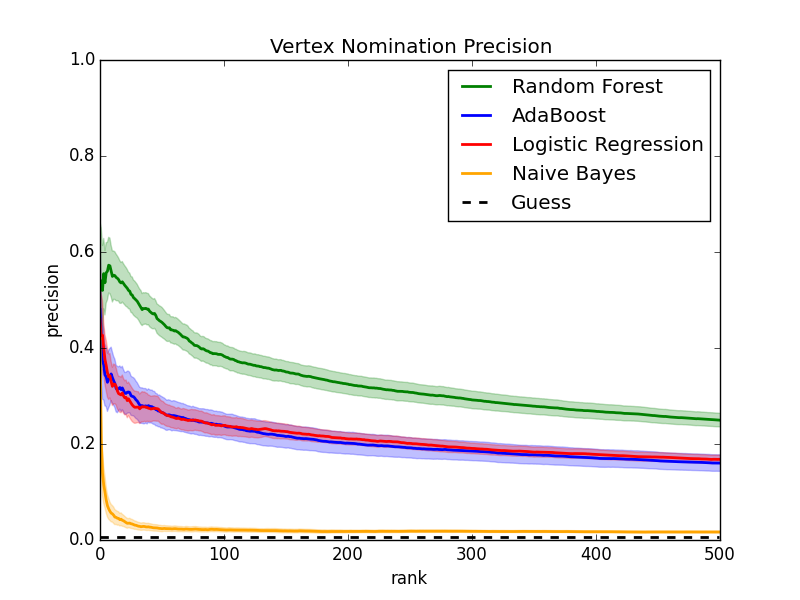 Vertex Nomination Precision
1.0
0.8
0.6
0.4
0.2
0.0
precision
Random Forest
AdaBoost
Logistic Regression
Naive Bayes
Guess
0 100 200 300 400 500
rank